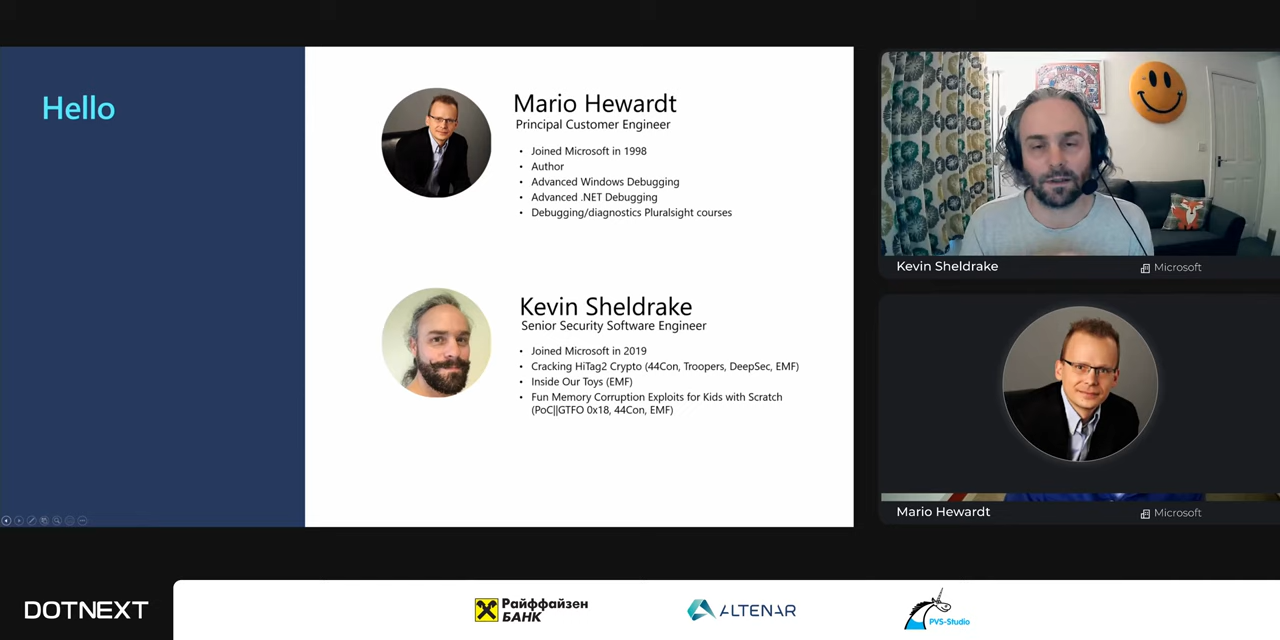 Hello
Mario Hewardt
Principal Customer Engineer
• Joined Microsoft in 1998
• Author
• Advanced Windows Debugging
• Advanced .NET Debugging
• Debugging/diagnostics Pluralsight courses
Kevin Sheldrake
Senior Security Software Engineer
• Joined Microsoft in 2019
• Cracking HiTag2 Crypto (44Con, Troopers, DeepSec, EMF)
• Inside Our Toys (EMF)
• Fun Memory Corruption Exploits for Kids with Scratch
(PoC||GTFO 0x18, 44Con, EMF)
Kevin Sheldrake
Microsoft
Mario Hewardt
Microsoft
DOTNEXT
Райффайзен
БАНК
ALTENAR
PVS-Studio